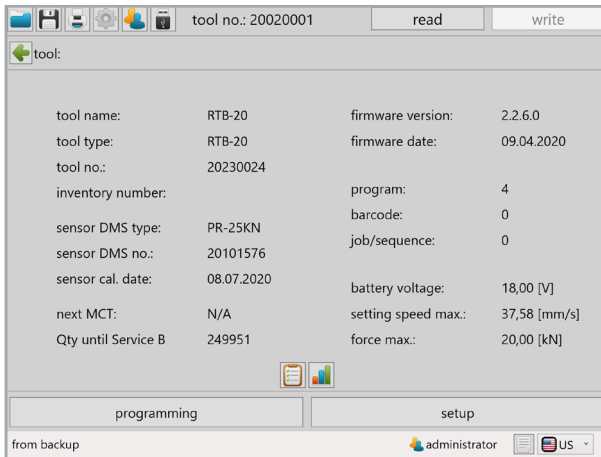 tool no.: 20020001 read write
tool:
tool name: RTB-20 firmware version: 2.2.6.0
tool type: RTB-20 firmware date: 09.04.2020
tool no.: 20230024
inventory number:
program: 4
barcode: 0
sensor DMS type: PR-25KN
job/sequence: 0
sensor DMS no.: 20101576
sensor cal. date: 08.07.2020
battery voltage: 18,00 [V]
next MCT: N/A setting speed max.: 37,58 [mm/s]
Qty until Service B 249951 force max.: 20,00 [kN]
programming setup
from backup administrator US